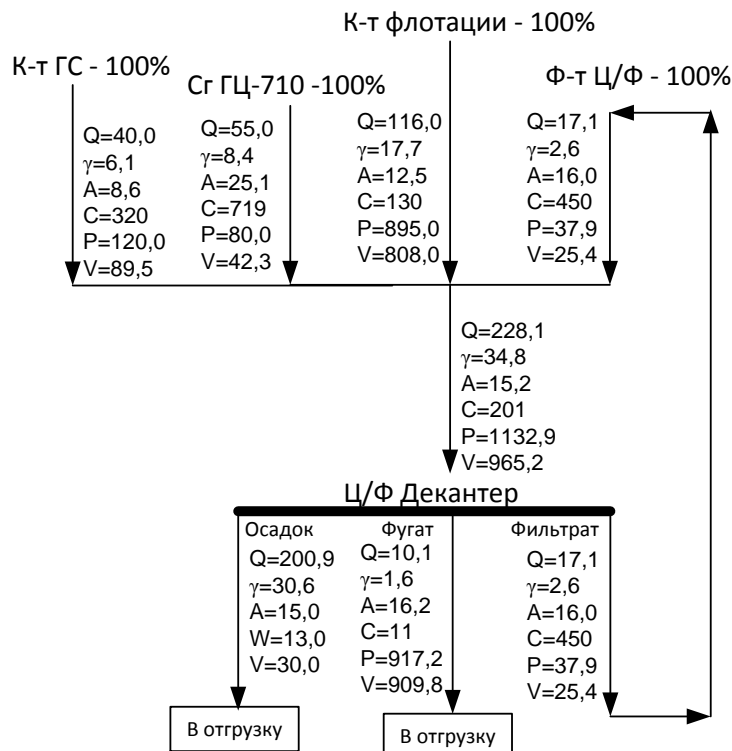 К-т флотации - 100%
К-т ГС - 100%
Сг ГЦ-710 -100%
Ф-т Ц/Ф - 100%
Q=40,0
γ=6,1
A=8,6
C=320
P=120,0
V=89,5
Q=55,0
γ=8,4
A=25,1
C=719
P=80,0
V=42,3
Q=116,0
γ=17,7
A=12,5
C=130
P=895,0
V=808,0
Q=17,1
γ=2,6
A=16,0
C=450
P=37,9
V=25,4
Q=228,1
γ=34,8
A=15,2
C=201
P=1132,9
V=965,2
Ц/Ф Декантер
Осадок
Q=200,9
γ=30,6
A=15,0
W=13,0
V=30,0
Фугат
Q=10,1
γ=1,6
A=16,2
C=11
P=917,2
V=909,8
Фильтрат
Q=17,1
γ=2,6
A=16,0
C=450
P=37,9
V=25,4
В отгрузку
В отгрузку